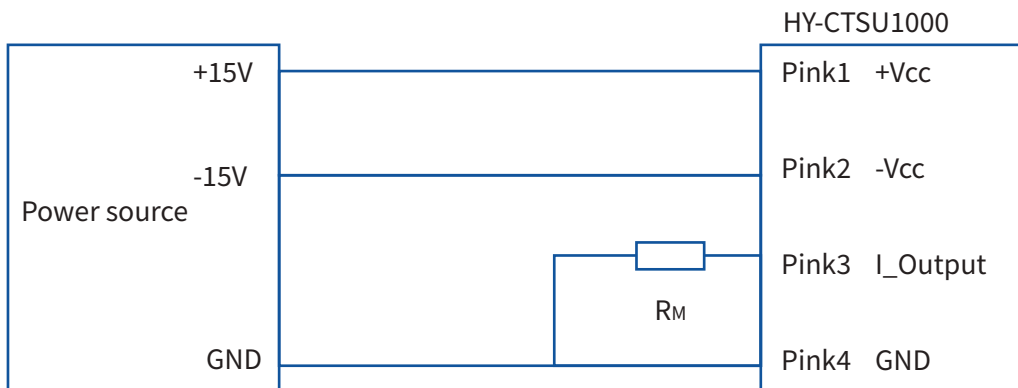 HY-CTSU1000
+15V
Pink1 +Vcc
-15V
Pink2 -Vcc
Power source
Pink3 I_Output
RM
GND
Pink4 GND